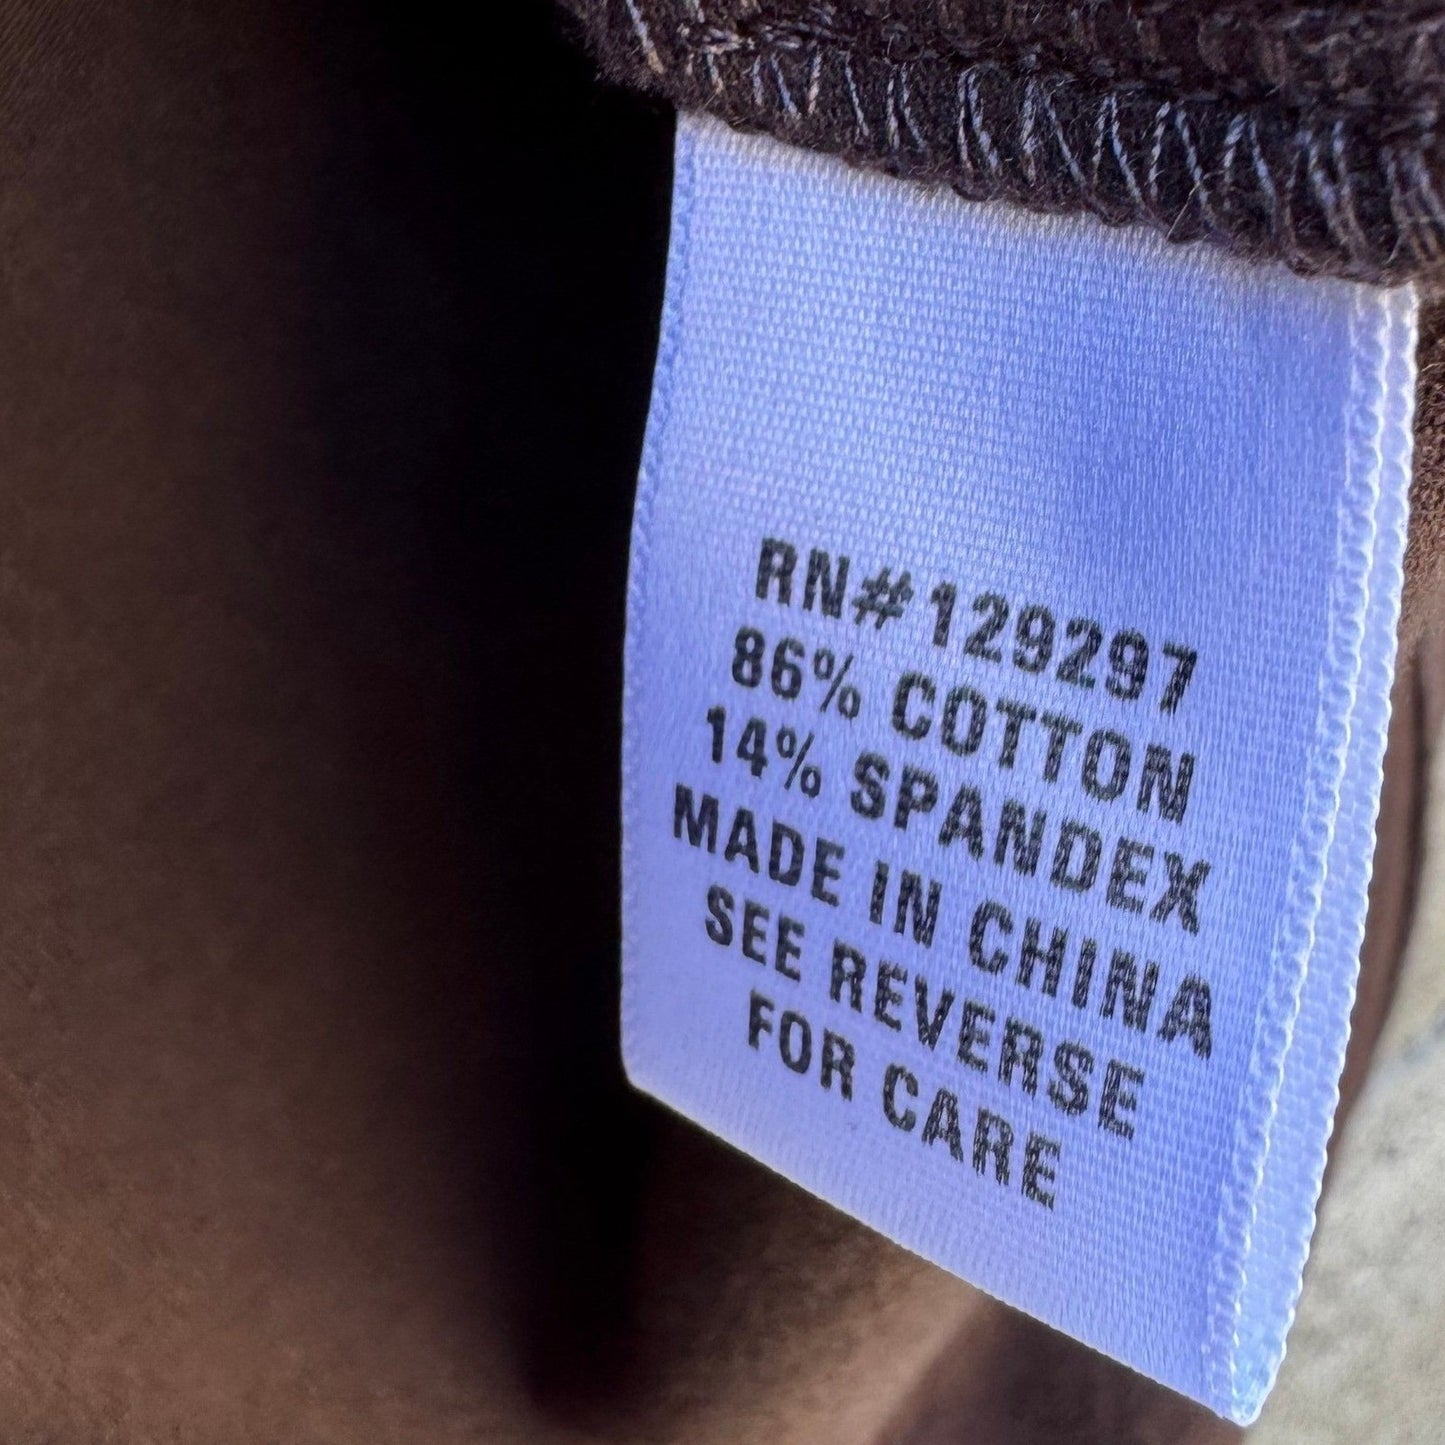 RN#129297
86% COTTON
14% SPANDEX
MADE IN CHINA
SEE REVERSE
FOR CARE